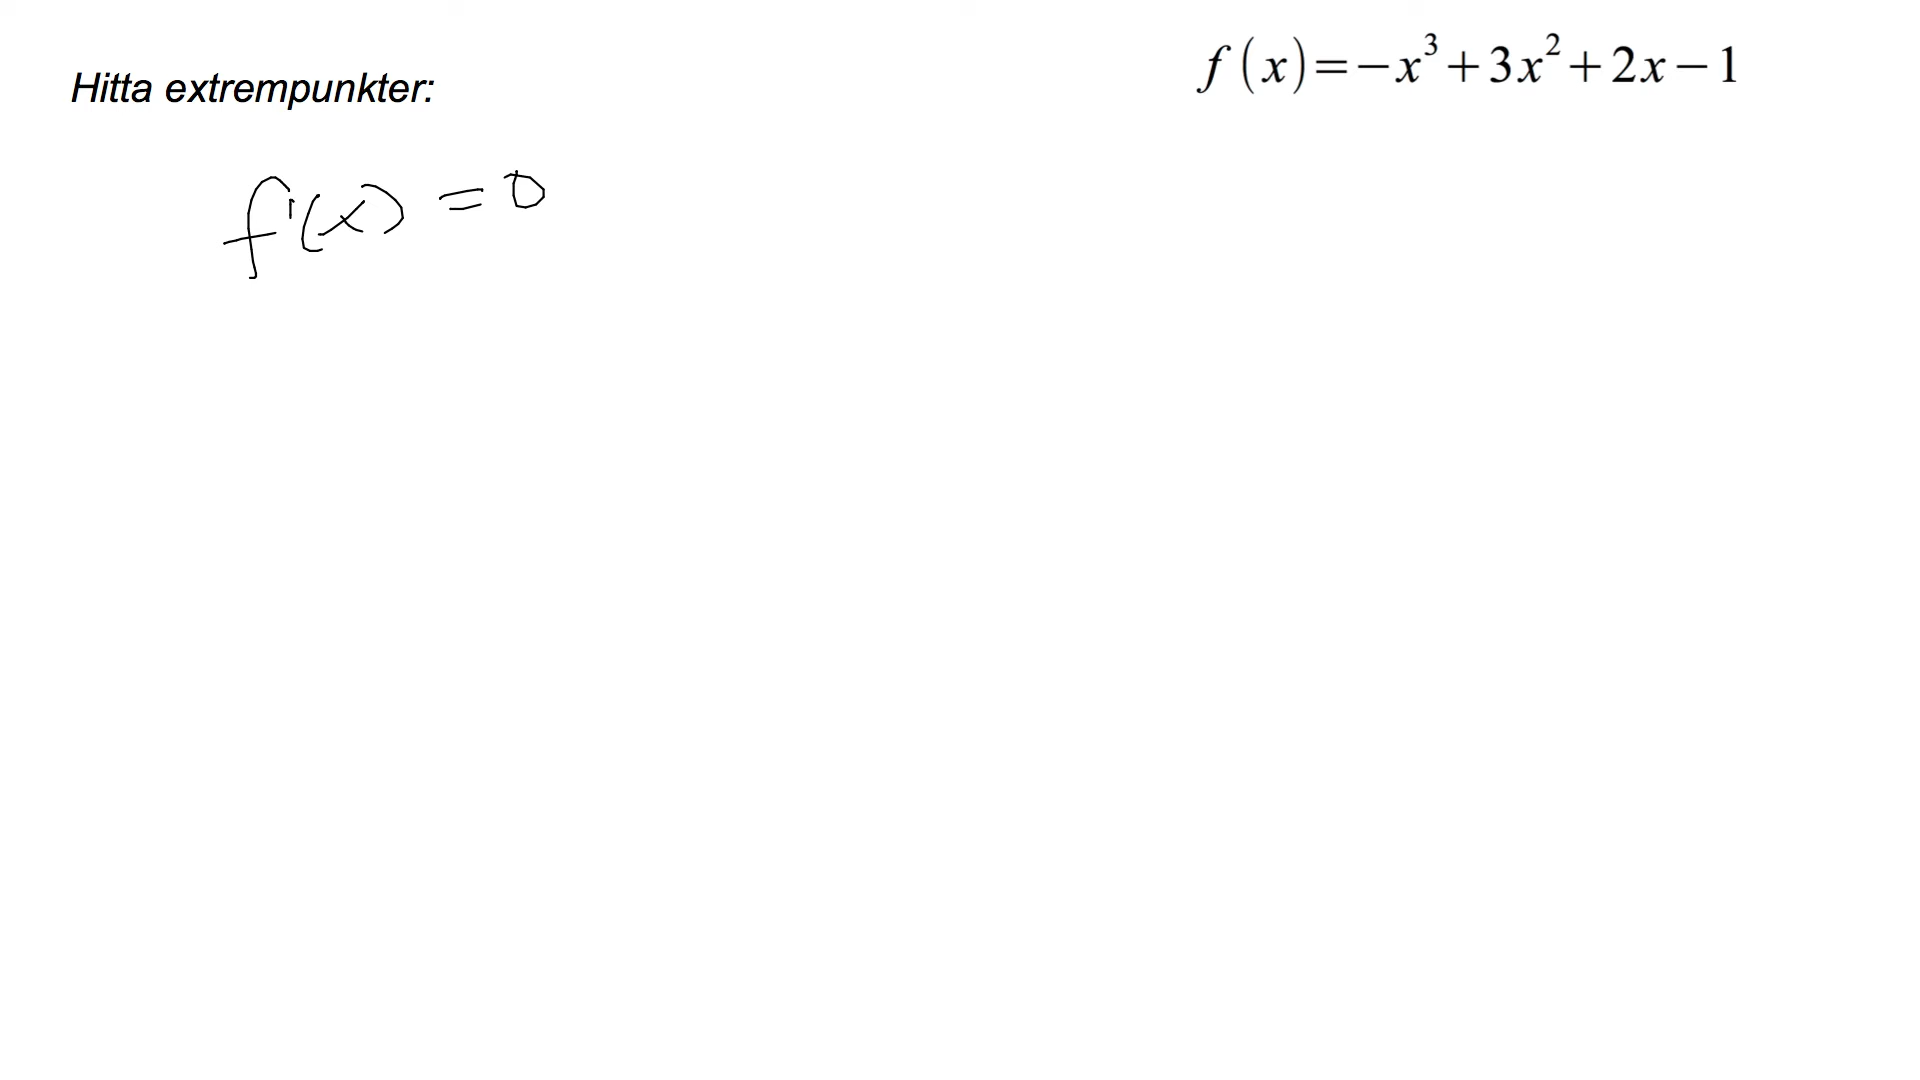 f(x)=−x³+3x²+2x−1
Hitta extrempunkter:
f'(x) = 0